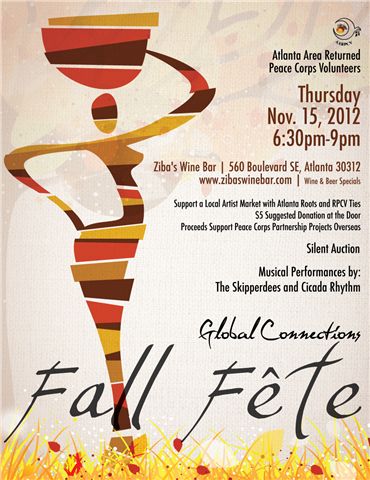 AARPCV
Atlanta Area Returned
Peace Corps Volunteers
Thursday
Nov. 15, 2012
6:30pm-9pm
Ziba's Wine Bar | 560 Boulevard SE, Atlanta 30312
www.zibaswinebar.com | Wine & Beer Specials
Support a Local Artist Market with Atlanta Roots and RPCV Ties
$5 Suggested Donation at the Door
Proceeds Support Peace Corps Partnership Projects Overseas
Silent Auction
Musical Performances by:
The Skipperdees and Cicada Rhythm
Global Connections
Fall Fête